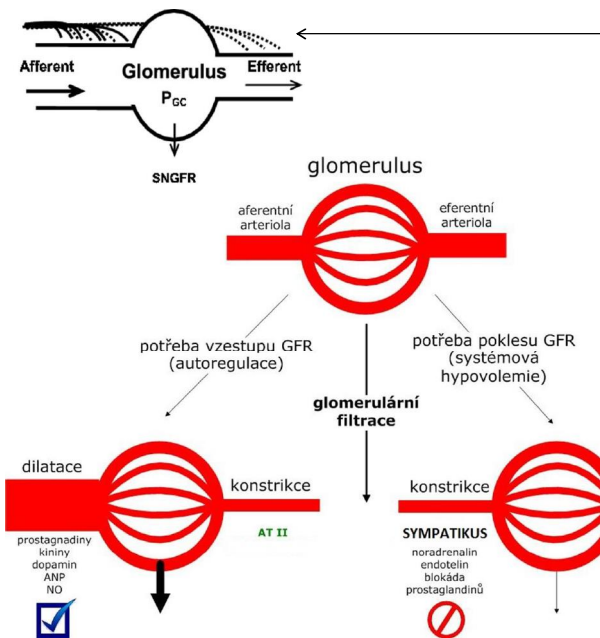 Afferent
Glomerulus
Efferent
PGC
SNGFR
glomerulus
aferentní
arteriola
eferentní
arteriola
potřeba vzestupu GFR
(autoregulace)
potřeba poklesu GFR
(systémová
hypovolemie)
glomerulární
filtrace
dilatace
konstrikce
konstrikce
prostagnadiny
kininy
dopamin
ANP
NO
AT II
SYMPATIKUS
noradrenalin
endotelin
blokáda
prostaglandinů